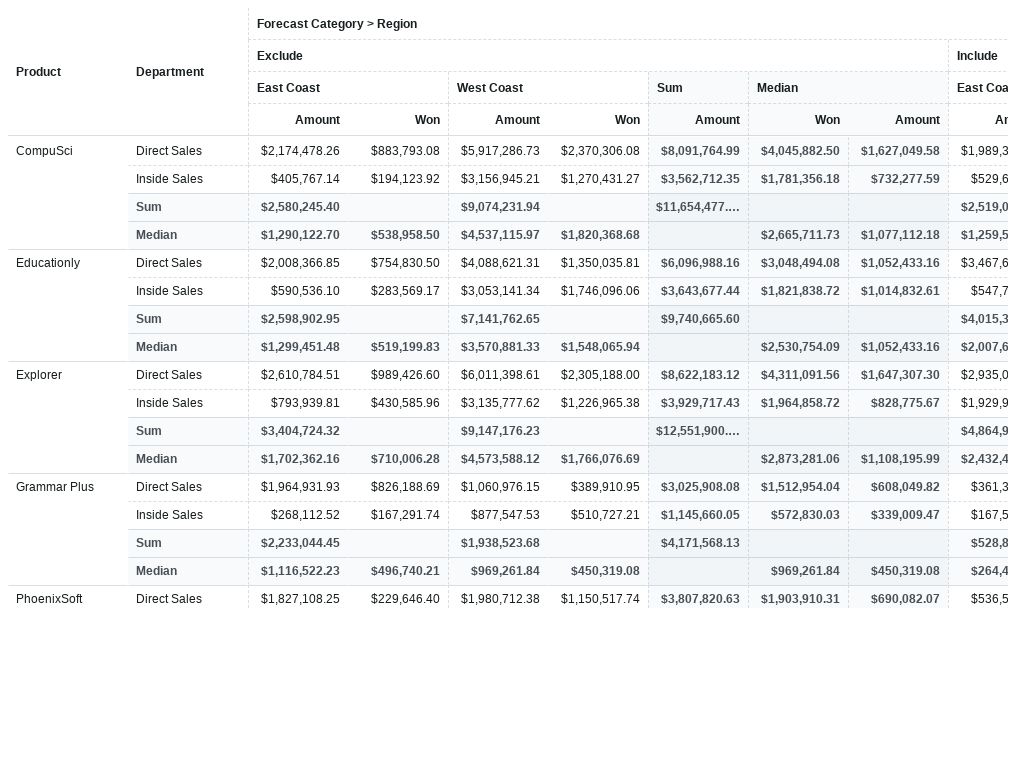 Forecast Category > Region
Exclude Include
Product Department
East Coast West Coast Sum Median East Coa
Amount Won Amount Won Amount Won Amount Ar
CompuSci Direct Sales $2,174,478.26 $883,793.08 $5,917,286.73 $2,370,306.08 $8,091,764.99 $4,045,882.50 $1,627,049.58 $1,989,3
Inside Sales $405,767.14 $194,123.92 $3,156,945.21 $1,270,431.27 $3,562,712.35 $1,781,356.18 $732,277.59 $529,6
Sum $2,580,245.40 $9,074,231.94 $11,654,477.... $2,519,0
Median $1,290,122.70 $538,958.50 $4,537,115.97 $1,820,368.68 $2,665,711.73 $1,077,112.18 $1,259,5
Educationly Direct Sales $2,008,366.85 $754,830.50 $4,088,621.31 $1,350,035.81 $6,096,988.16 $3,048,494.08 $1,052,433.16 $3,467,6
Inside Sales $590,536.10 $283,569.17 $3,053,141.34 $1,746,096.06 $3,643,677.44 $1,821,838.72 $1,014,832.61 $547,7
Sum $2,598,902.95 $7,141,762.65 $9,740,665.60 $4,015,3
Median $1,299,451.48 $519,199.83 $3,570,881.33 $1,548,065.94 $2,530,754.09 $1,052,433.16 $2,007,6
Explorer Direct Sales $2,610,784.51 $989,426.60 $6,011,398.61 $2,305,188.00 $8,622,183.12 $4,311,091.56 $1,647,307.30 $2,935,0
Inside Sales $793,939.81 $430,585.96 $3,135,777.62 $1,226,965.38 $3,929,717.43 $1,964,858.72 $828,775.67 $1,929,9
Sum $3,404,724.32 $9,147,176.23 $12,551,900.... $4,864,9
Median $1,702,362.16 $710,006.28 $4,573,588.12 $1,766,076.69 $2,873,281.06 $1,108,195.99 $2,432,4
Grammar Plus Direct Sales $1,964,931.93 $826,188.69 $1,060,976.15 $389,910.95 $3,025,908.08 $1,512,954.04 $608,049.82 $361,3
Inside Sales $268,112.52 $167,291.74 $877,547.53 $510,727.21 $1,145,660.05 $572,830.03 $339,009.47 $167,5
Sum $2,233,044.45 $1,938,523.68 $4,171,568.13 $528,8
Median $1,116,522.23 $496,740.21 $969,261.84 $450,319.08 $969,261.84 $450,319.08 $264,4
PhoenixSoft Direct Sales $1,827,108.25 $229,646.40 $1,980,712.38 $1,150,517.74 $3,807,820.63 $1,903,910.31 $690,082.07 $536,5